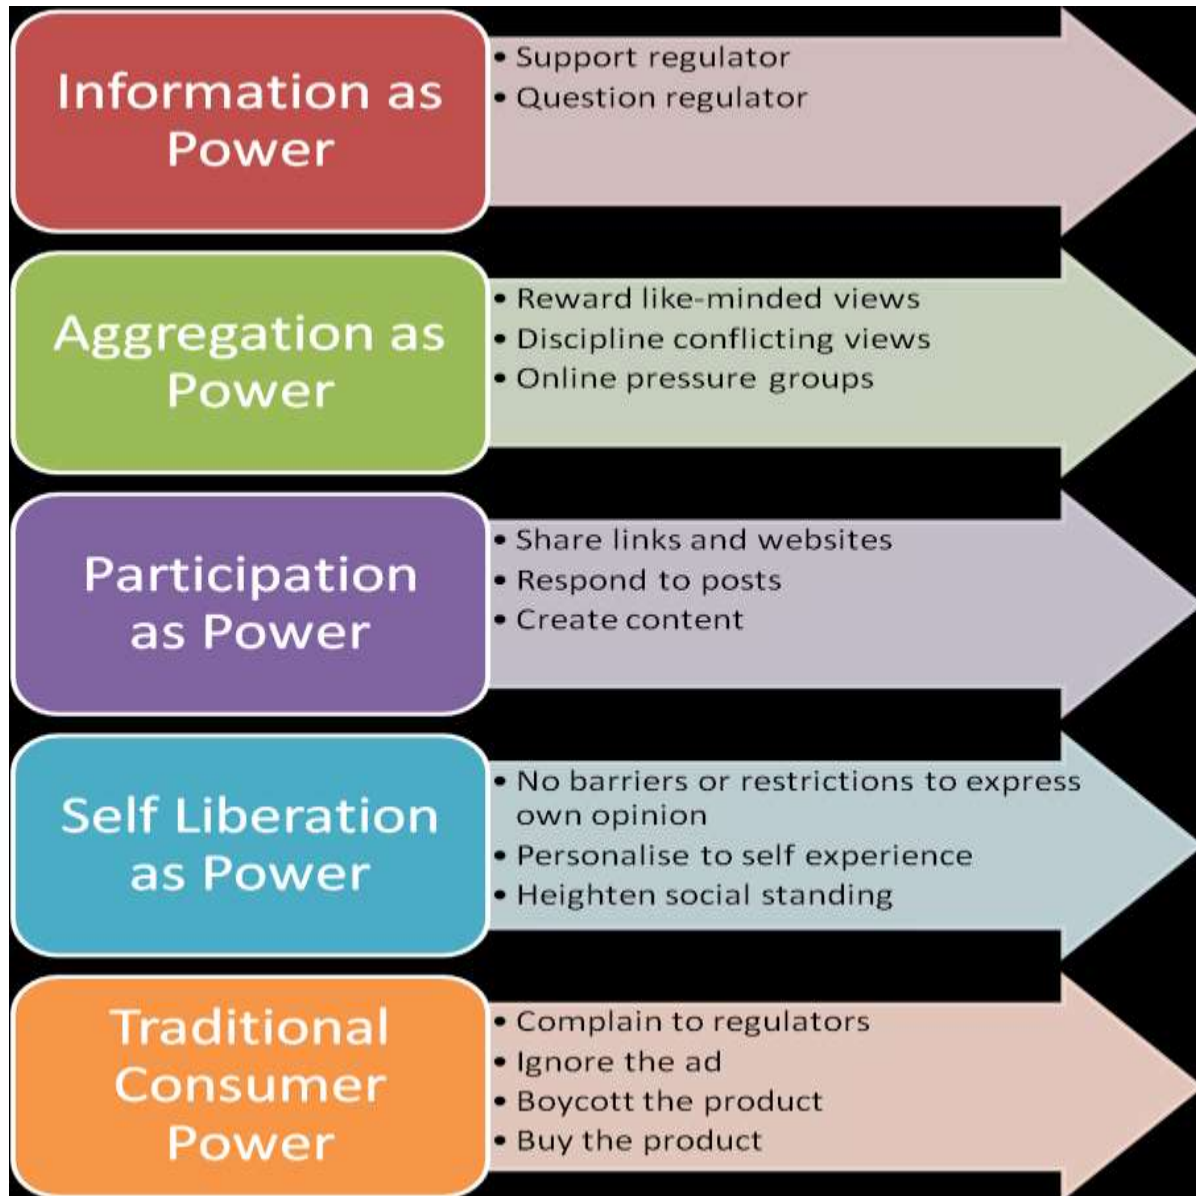 Information as
Power
• Support regulator
• Question regulator
Aggregation as
Power
• Reward like-minded views
• Discipline conflicting views
• Online pressure groups
Participation
as Power
• Share links and websites
• Respond to posts
• Create content
Self Liberation
as Power
• No barriers or restrictions to express
own opinion
• Personalise to self experience
• Heighten social standing
Traditional
Consumer
Power
• Complain to regulators
• Ignore the ad
• Boycott the product
• Buy the product